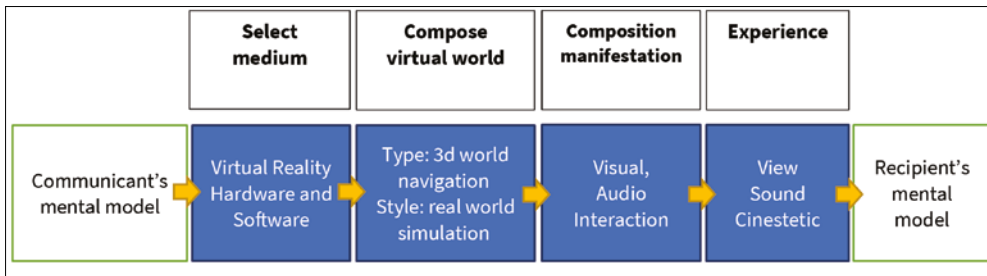 Select
medium
Compose
virtual world
Composition
manifestation
Experience
Communicant's
mental model
Virtual Reality
Hardware and
Software
Type: 3d world
navigation
Style: real world
simulation
Visual,
Audio
Interaction
View
Sound
Cinestetic
Recipient's
mental
model